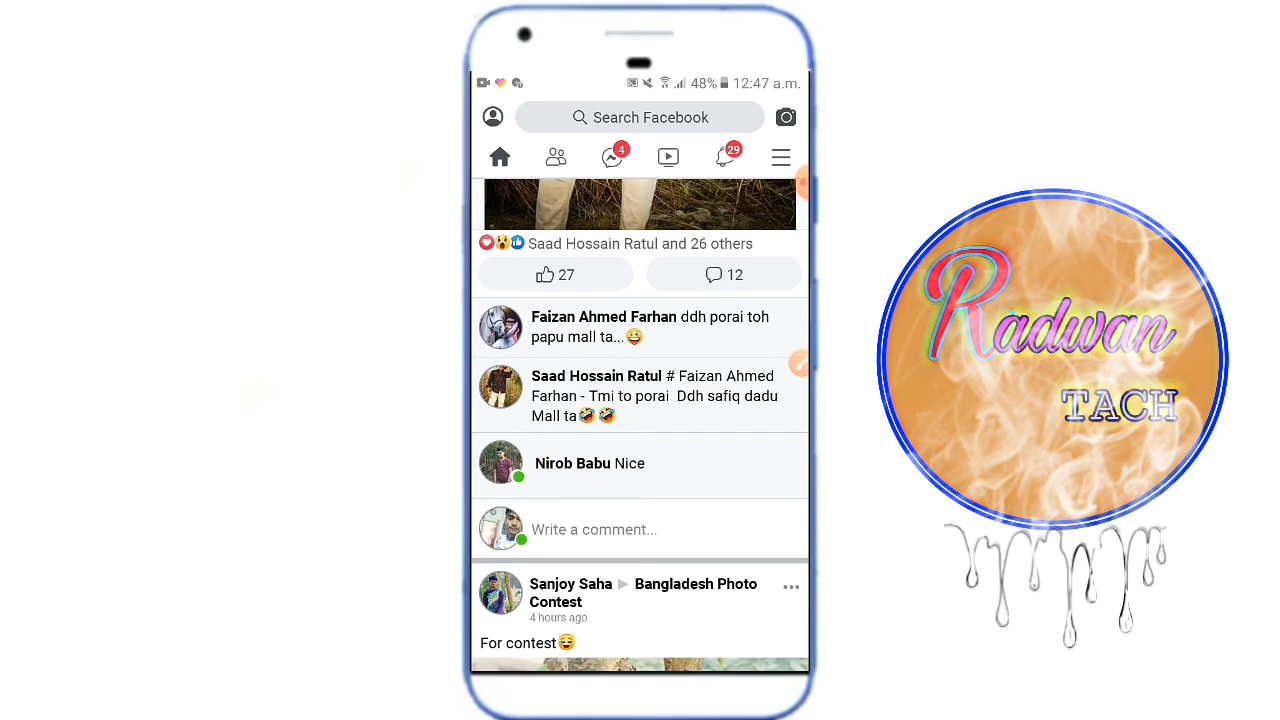 48% 12:47 a.m.
Search Facebook
4
29
Saad Hossain Ratul and 26 others
27
12
Faizan Ahmed Farhan ddh porai toh
papu mall ta...😜
Saad Hossain Ratul # Faizan Ahmed
Farhan - Tmi to porai Ddh safiq dadu
Mall ta🤣 🤣
Nirob Babu Nice
Write a comment...
Sanjoy Saha ▶ Bangladesh Photo
Contest
4 hours ago
For contest😌
Radwan
TACH